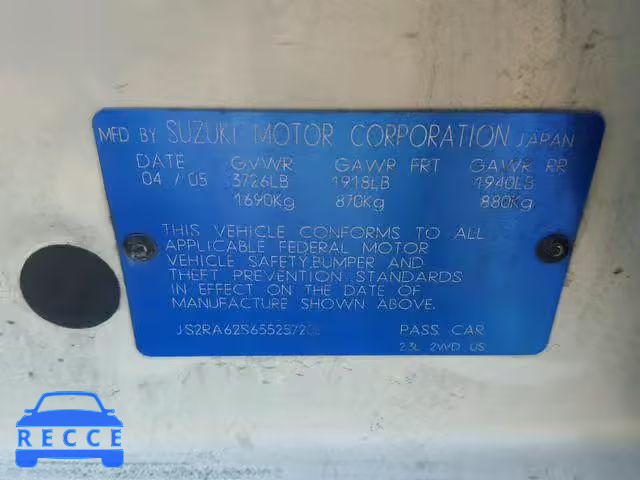 MFD BY SUZUKI MOTOR CORPORATION JAPAN
DATE GVWR GAWR FRT GAWR RR
04 / 05 3726LB 1918LB 1940LB
1690Kg 870Kg 880Kg
THIS VEHICLE CONFORMS TO ALL
APPLICABLE FEDERAL MOTOR
VEHICLE SAFETY,BUMPER AND
THEFT PREVENTION STANDARDS
IN EFFECT ON THE DATE OF
MANUFACTURE SHOWN ABOVE.
PASS CAR
2.3L 2WD US
RECCE